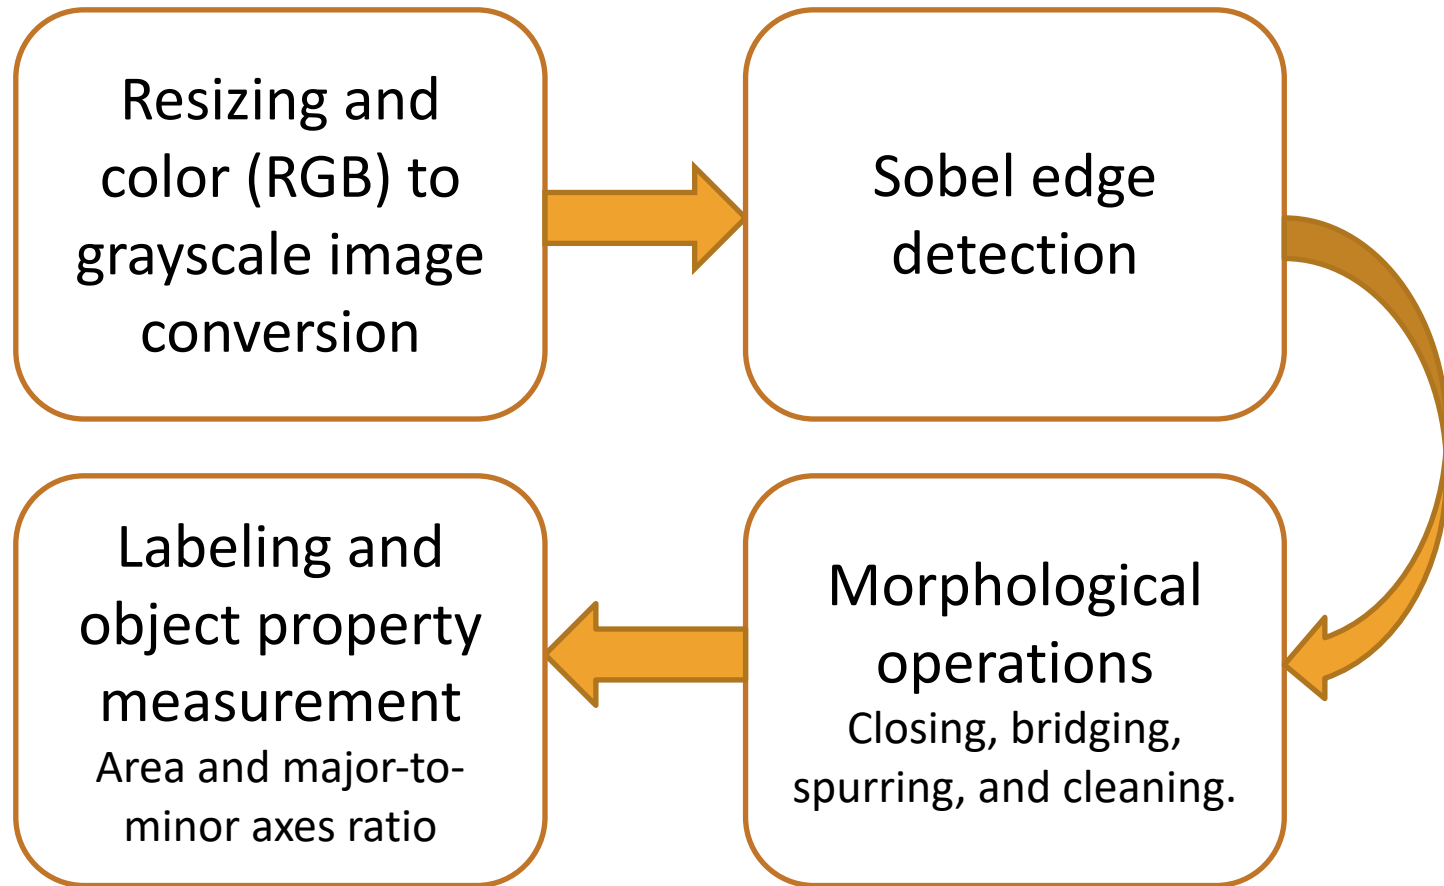 Resizing and
color (RGB) to
grayscale image
conversion
Sobel edge
detection
Morphological
operations
Closing, bridging,
spurring, and cleaning.
Labeling and
object property
measurement
Area and major-to-
minor axes ratio